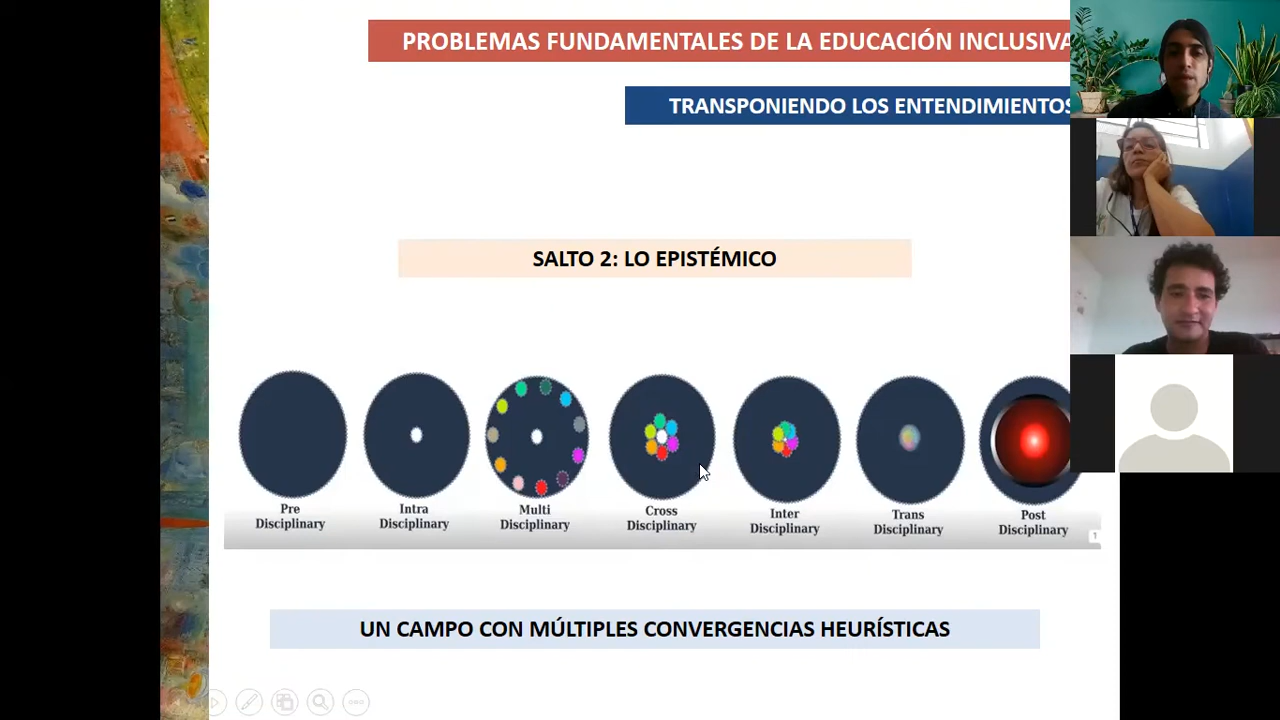 PROBLEMAS FUNDAMENTALES DE LA EDUCACIÓN INCLUSIVA
TRANSPONIENDO LOS ENTENDIMIENTOS
SALTO 2: LO EPISTÉMICO
Pre
Disciplinary
Intra
Disciplinary
Multi
Disciplinary
Cross
Disciplinary
Inter
Disciplinary
Trans
Disciplinary
Post
Disciplinary
1
UN CAMPO CON MÚLTIPLES CONVERGENCIAS HEURÍSTICAS